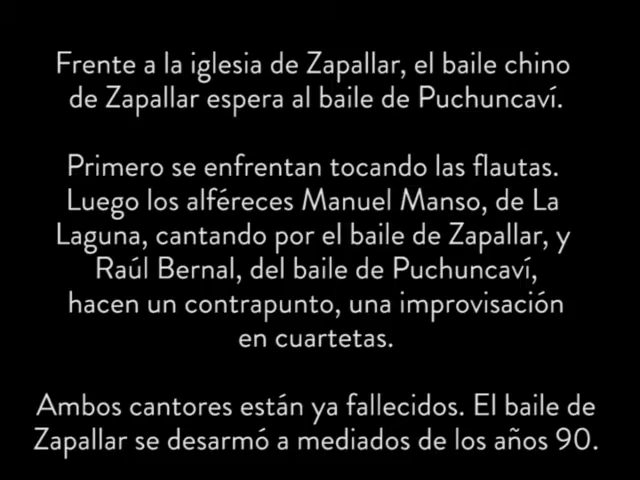 Frente a la iglesia de Zapallar, el baile chino
de Zapallar espera al baile de Puchuncaví.
Primero se enfrentan tocando las flautas.
Luego los alféreces Manuel Manso, de La
Laguna, cantando por el baile de Zapallar, y
Raúl Bernal, del baile de Puchuncaví,
hacen un contrapunto, una improvisación
en cuartetas.
Ambos cantores están ya fallecidos. El baile de
Zapallar se desarmó a mediados de los años 90.